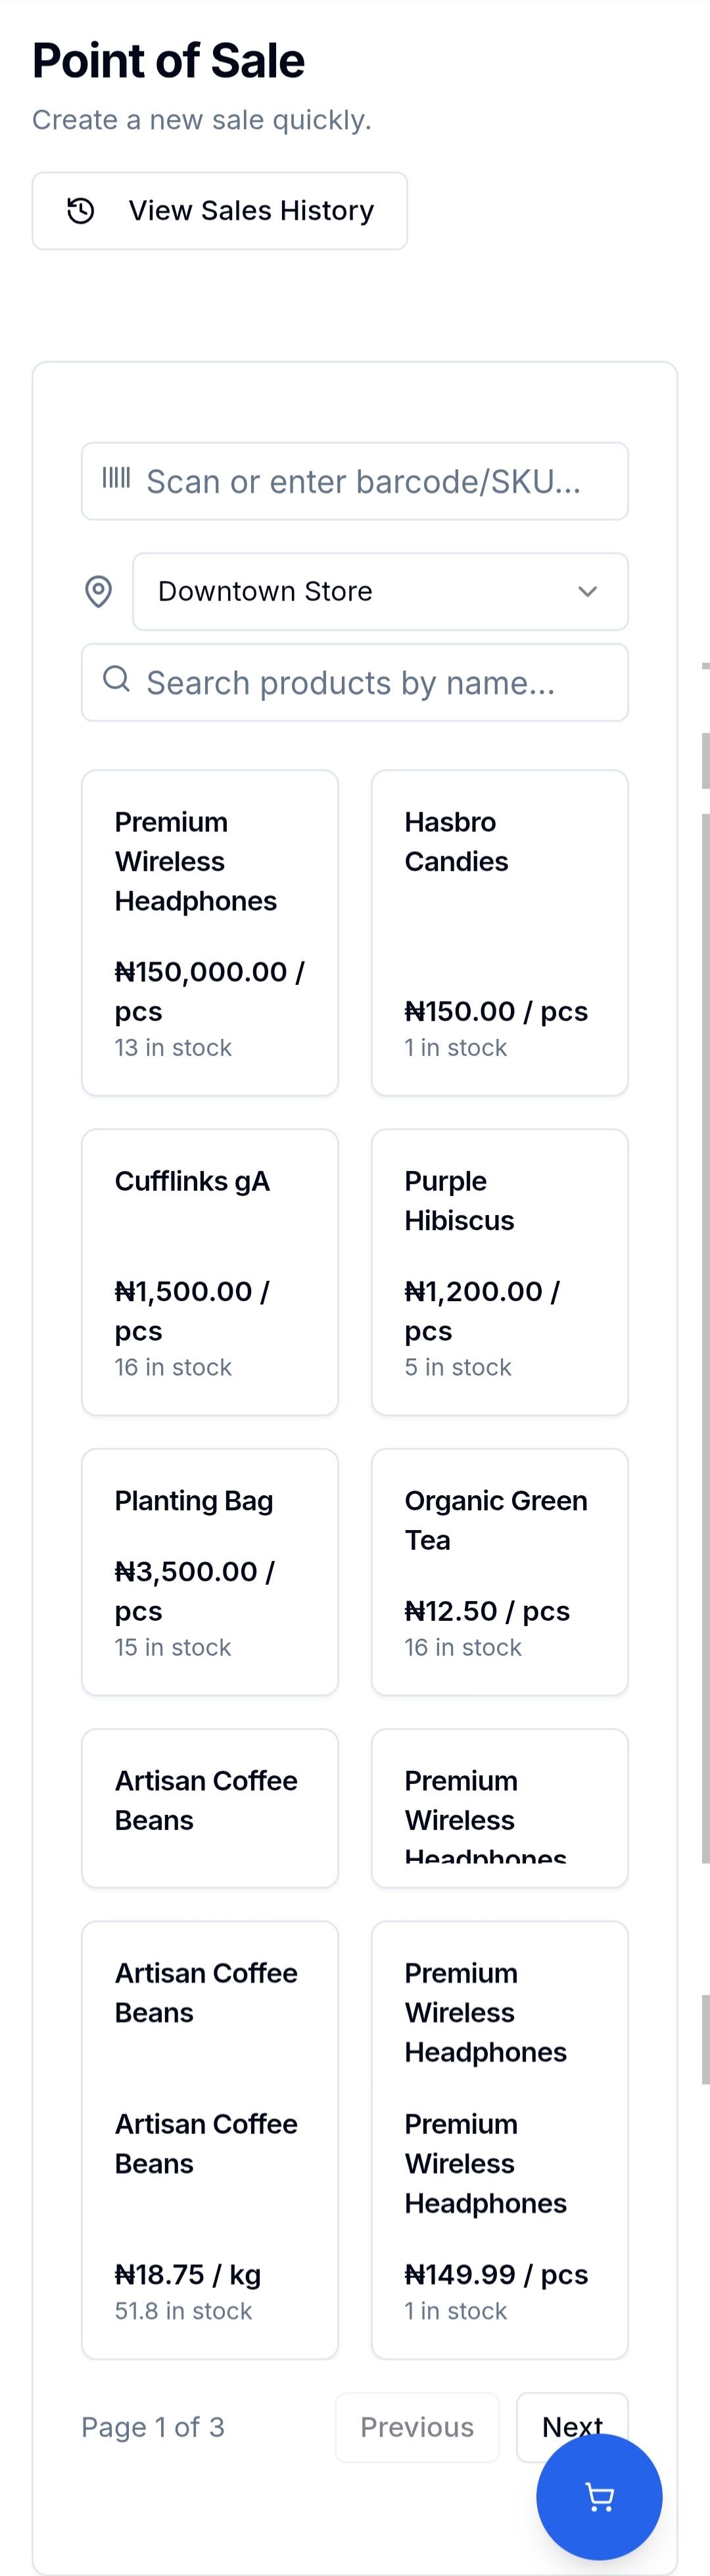 Point of Sale
Create a new sale quickly.
View Sales History
Scan or enter barcode/SKU...
Downtown Store
Search products by name...
Premium
Wireless
Headphones
₦150,000.00 /
pcs
13 in stock
Hasbro
Candies
₦150.00 / pcs
1 in stock
Cufflinks gA
₦1,500.00 /
pcs
16 in stock
Purple
Hibiscus
₦1,200.00 /
pcs
5 in stock
Planting Bag
₦3,500.00 /
pcs
15 in stock
Organic Green
Tea
₦12.50 / pcs
16 in stock
Artisan Coffee
Beans
Premium
Wireless
Headphones
Artisan Coffee
Beans
Artisan Coffee
Beans
₦18.75 / kg
51.8 in stock
Premium
Wireless
Headphones
Premium
Wireless
Headphones
₦149.99 / pcs
1 in stock
Page 1 of 3
Previous
Next